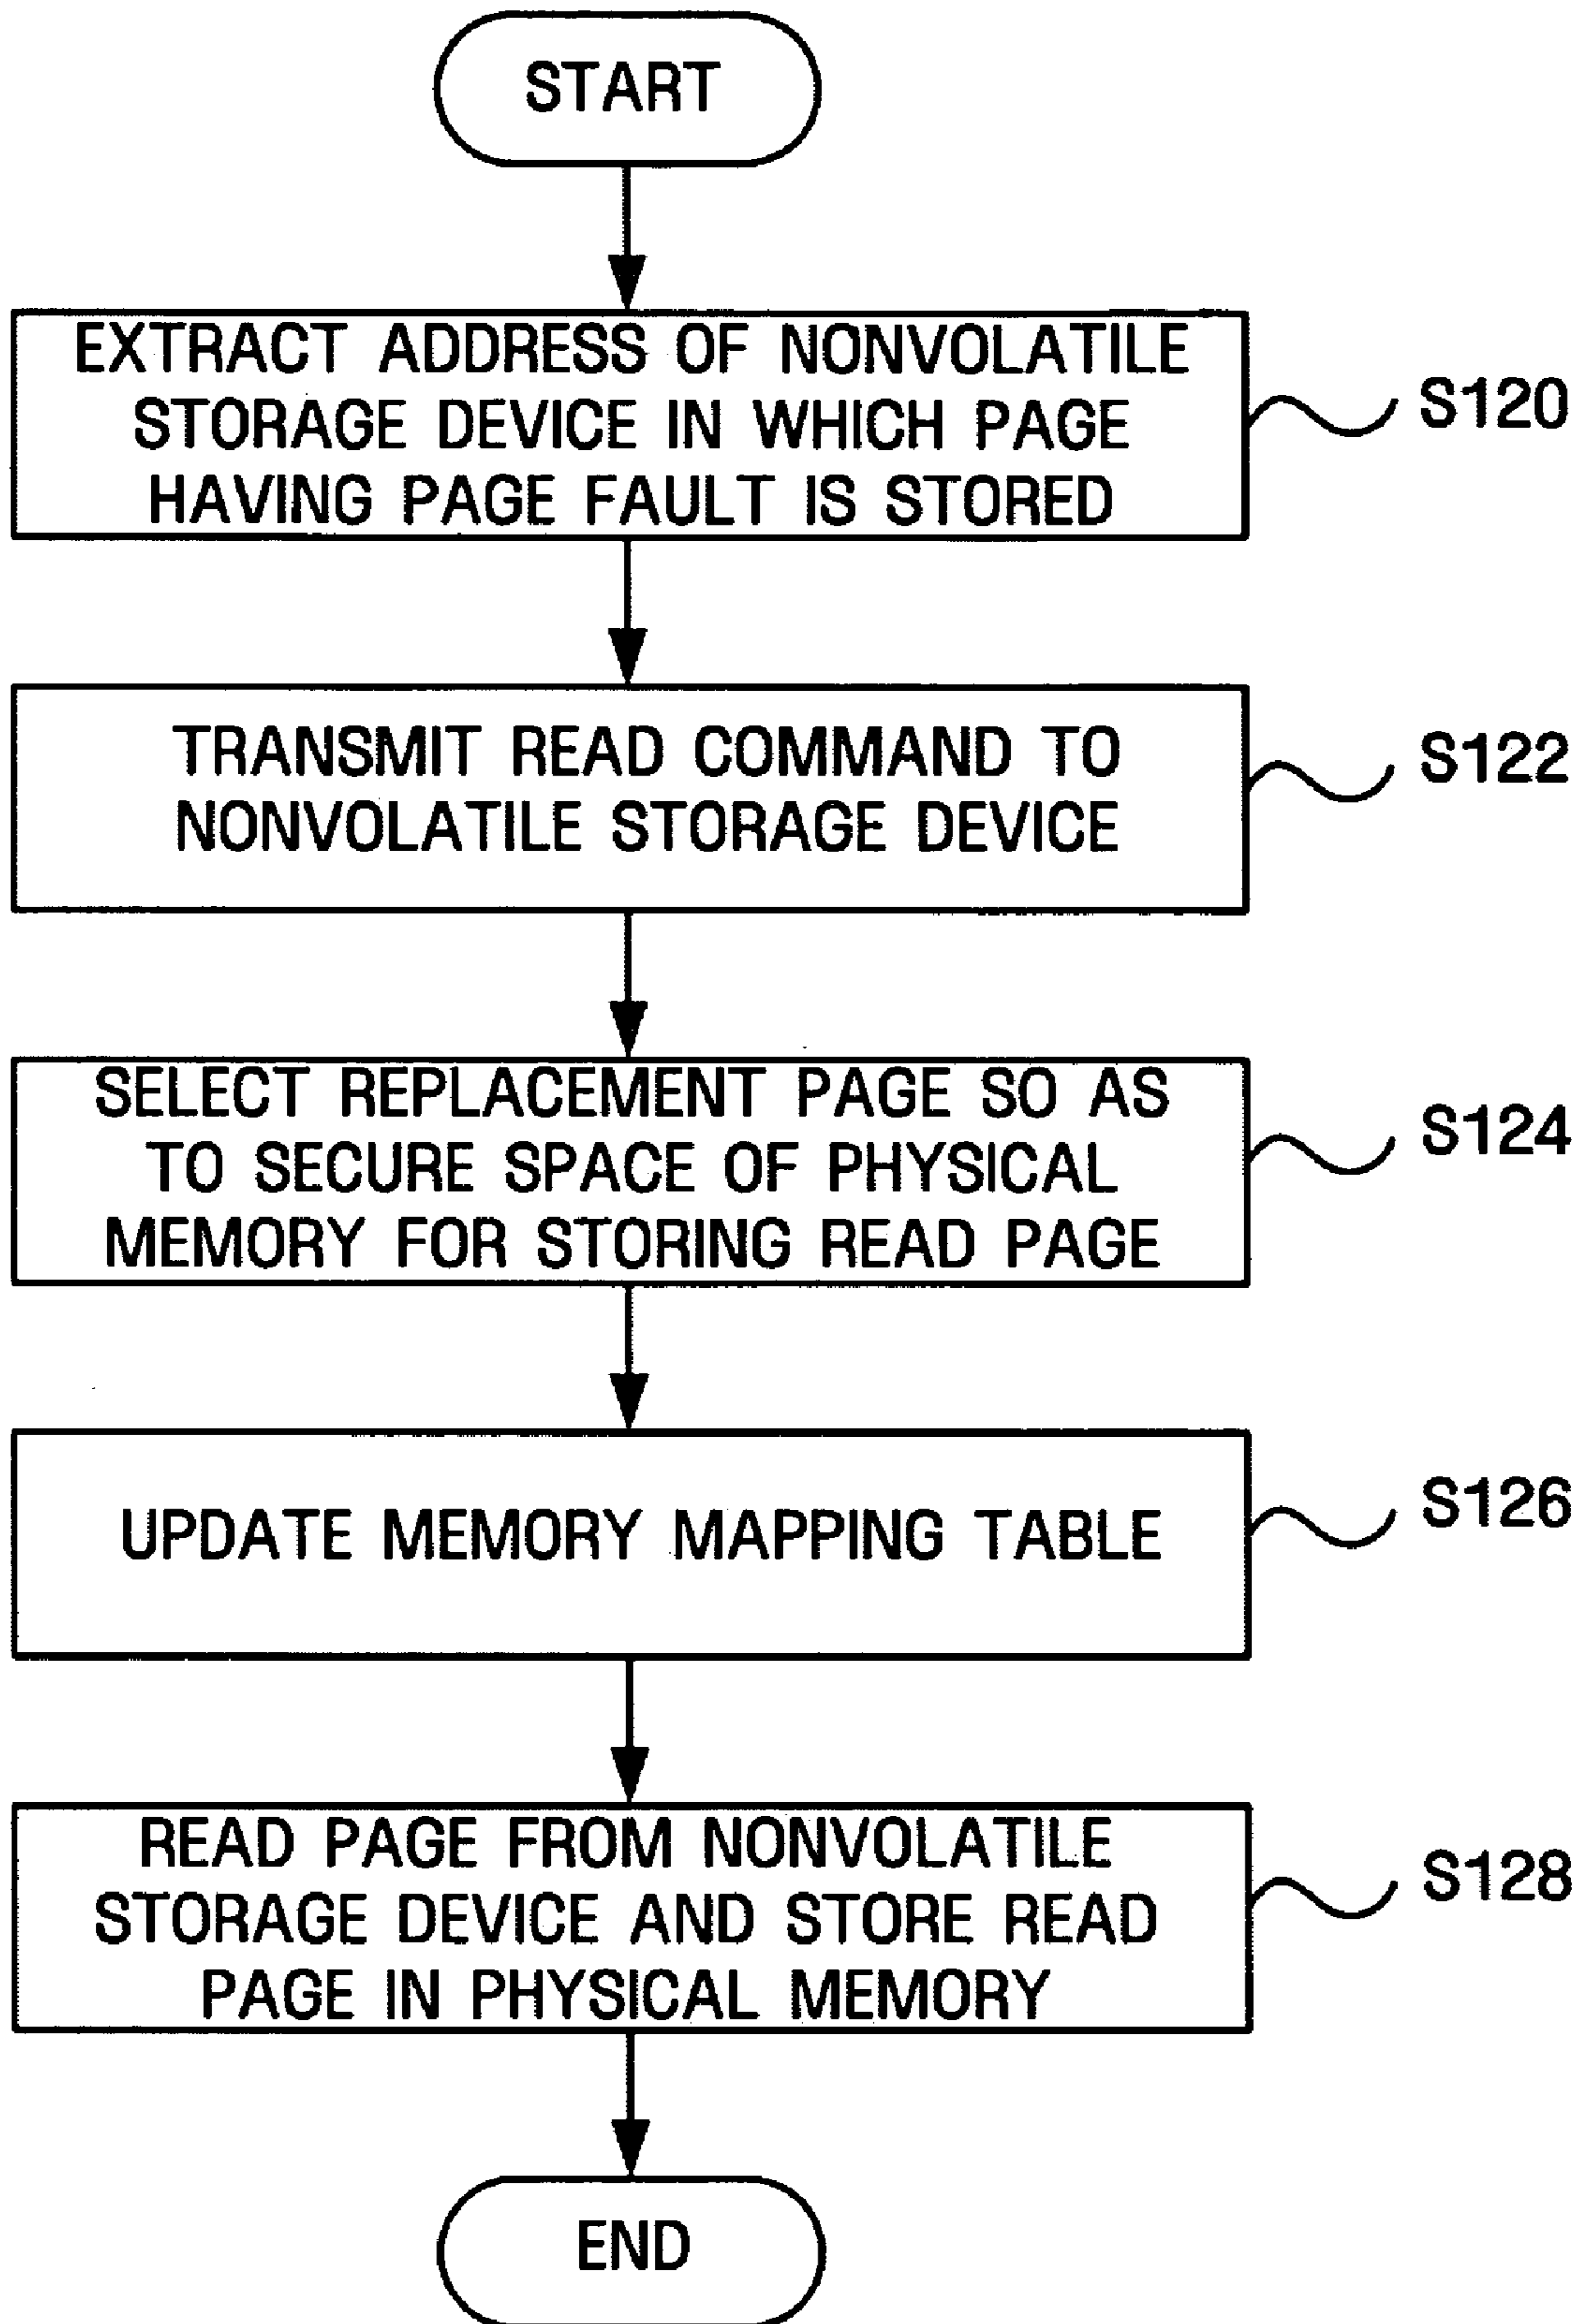 START
EXTRACT ADDRESS OF NONVOLATILE
STORAGE DEVICE IN WHICH PAGE
HAVING PAGE FAULT IS STORED
S120
TRANSMIT READ COMMAND TO
NONVOLATILE STORAGE DEVICE
S122
SELECT REPLACEMENT PAGE SO AS
TO SECURE SPACE OF PHYSICAL
MEMORY FOR STORING READ PAGE
S124
UPDATE MEMORY MAPPING TABLE
S126
READ PAGE FROM NONVOLATILE
STORAGE DEVICE AND STORE READ
PAGE IN PHYSICAL MEMORY
S128
END